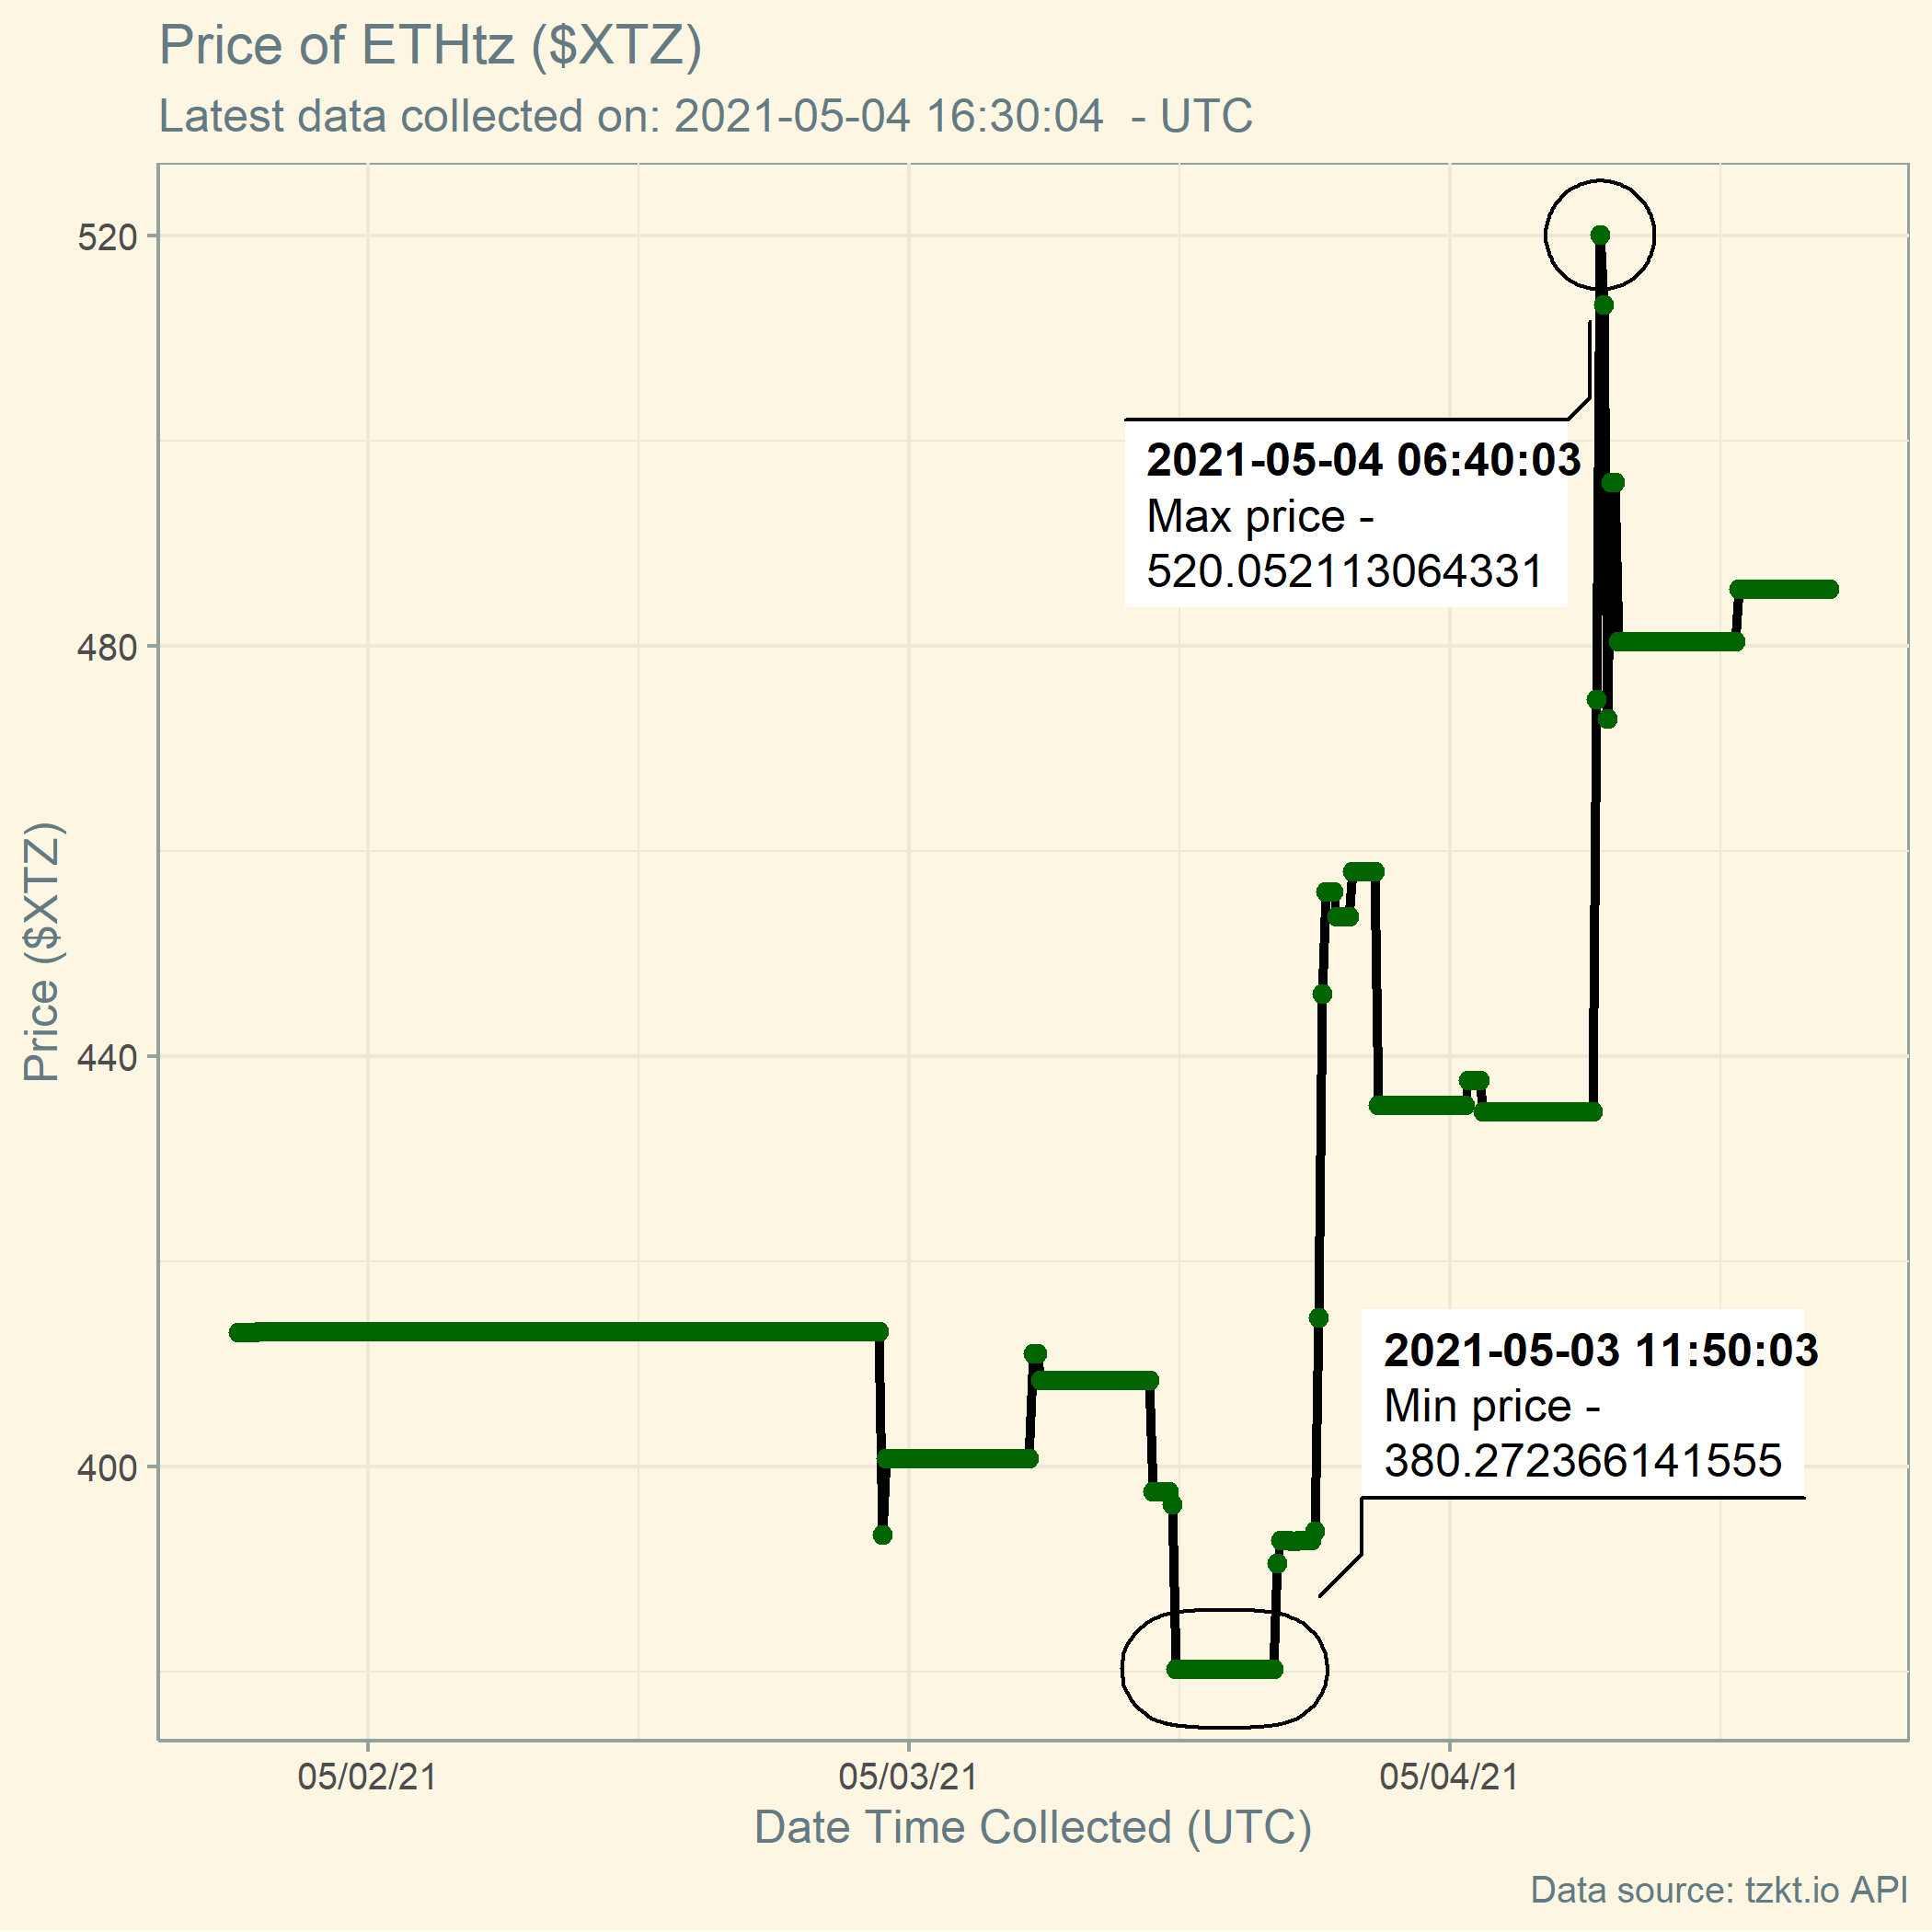 Price of ETHtz ($XTZ)
Latest data collected on: 2021-05-04 16:30:04  - UTC
520
480
440
400
Price ($XTZ)
2021-05-04 06:40:03
Max price -
520.052113064331
2021-05-03 11:50:03
Min price -
380.272366141555
05/02/21
05/03/21
05/04/21
Date Time Collected (UTC)
Data source: tzkt.io API